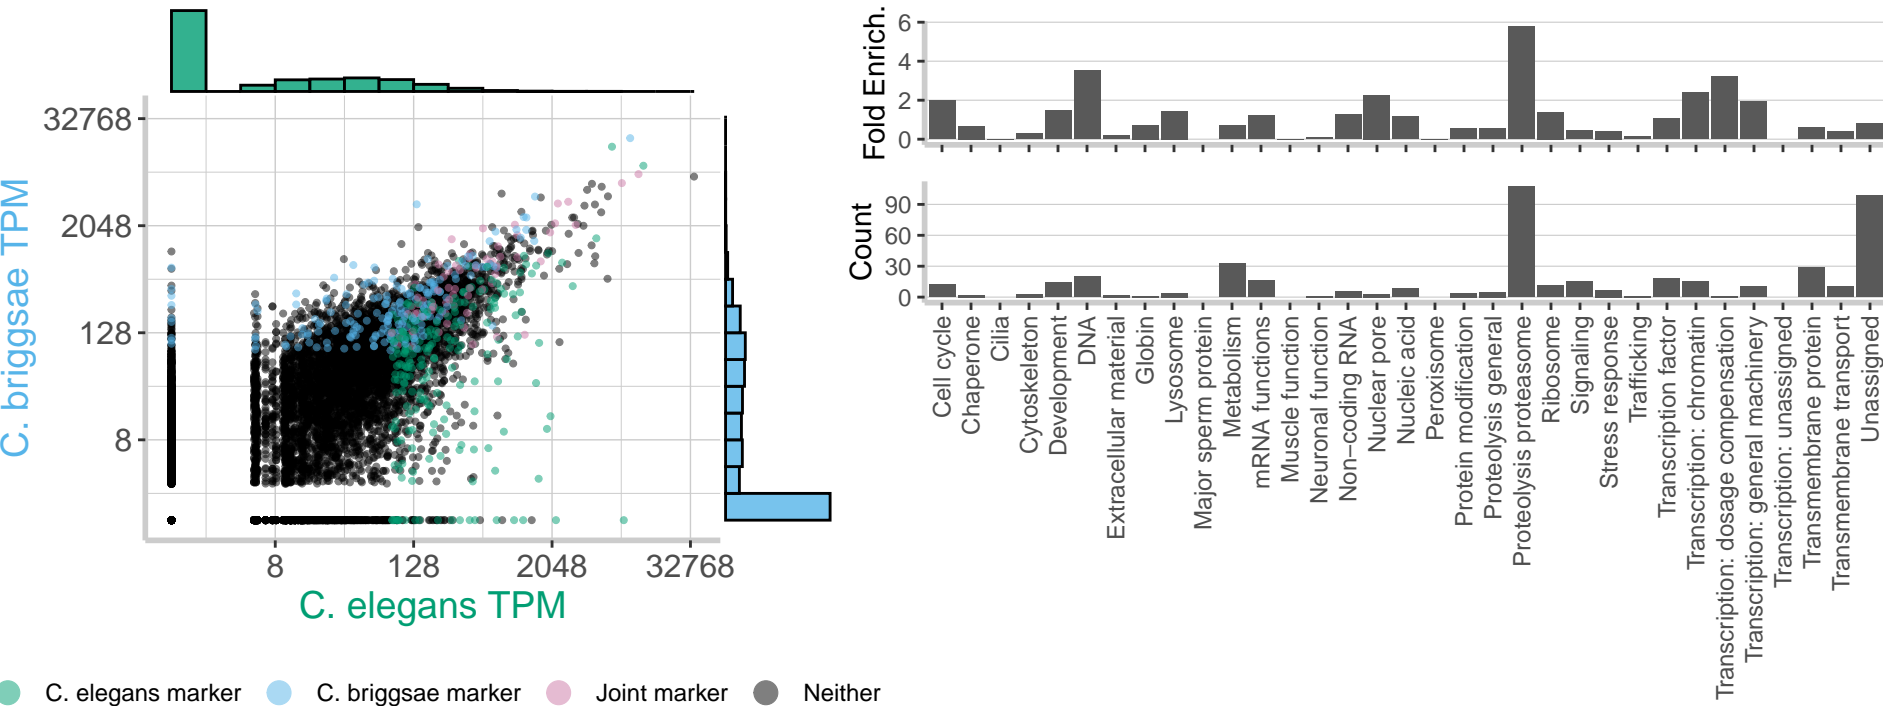 C. briggsae TPM
32768
2048
128
8
8
128
2048
32768
C. elegans TPM
C. elegans marker
C. briggsae marker
Joint marker
Neither
Fold Enrich.
6
4
2
0
Count
90
60
30
0
Cell cycle
Chaperone
Cilia
Cytoskeleton
Development
DNA
Extracellular material
Globin
Lysosome
Major sperm protein
Metabolism
mRNA functions
Muscle function
Neuronal function
Non−coding RNA
Nuclear pore
Nucleic acid
Peroxisome
Protein modification
Proteolysis general
Proteolysis proteasome
Ribosome
Signaling
Stress response
Trafficking
Transcription factor
Transcription: chromatin
Transcription: dosage compensation
Transcription: general machinery
Transcription: unassigned
Transmembrane protein
Transmembrane transport
Unassigned